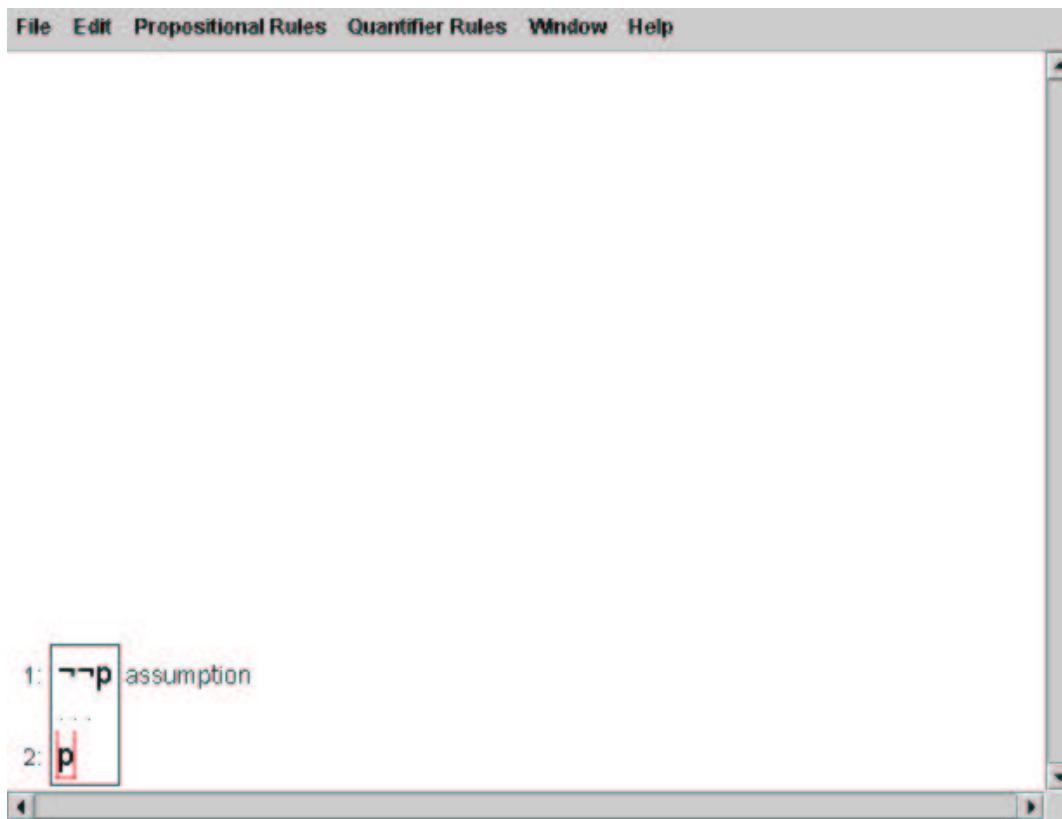 File Edit Propositional Rules Quantifier Rules Window Help
1: ¬¬p assumption
. . .
2: p